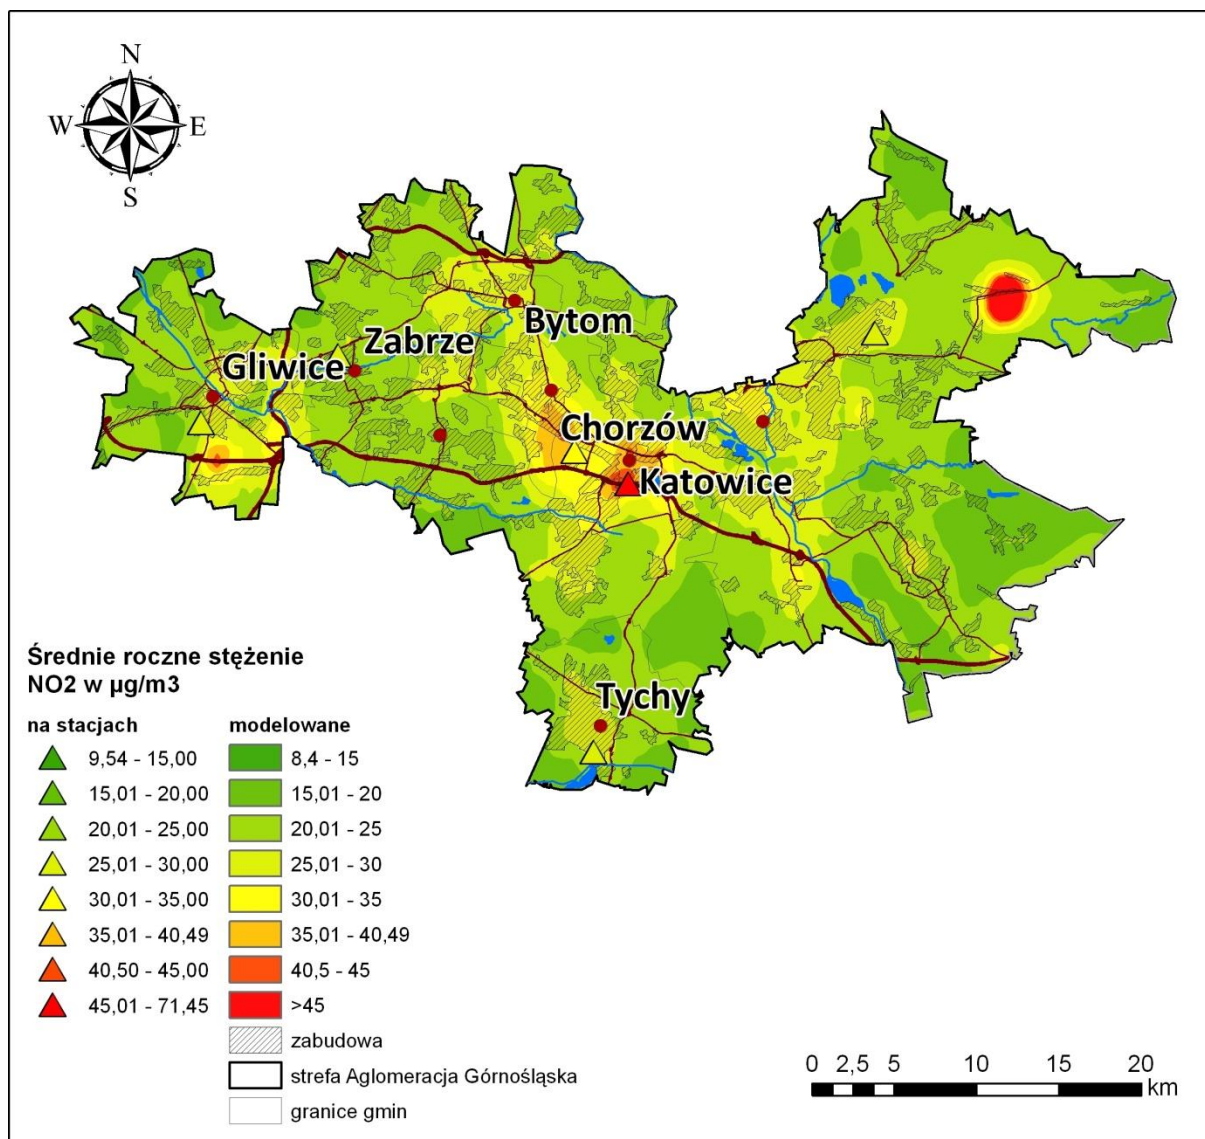 N
W E
S
Bytom
Zabrze
Gliwice
Chorzów
Katowice
Tychy
Średnie roczne stężenie
NO2 w µg/m3
na stacjach modelowane
9,54 - 15,00 8,4 - 15
15,01 - 20,00 15,01 - 20
20,01 - 25,00 20,01 - 25
25,01 - 30,00 25,01 - 30
30,01 - 35,00 30,01 - 35
35,01 - 40,49 35,01 - 40,49
40,50 - 45,00 40,5 - 45
45,01 - 71,45 >45
zabudowa
strefa Aglomeracja Górnośląska
granice gmin
0 2,5 5 10 15 20
km